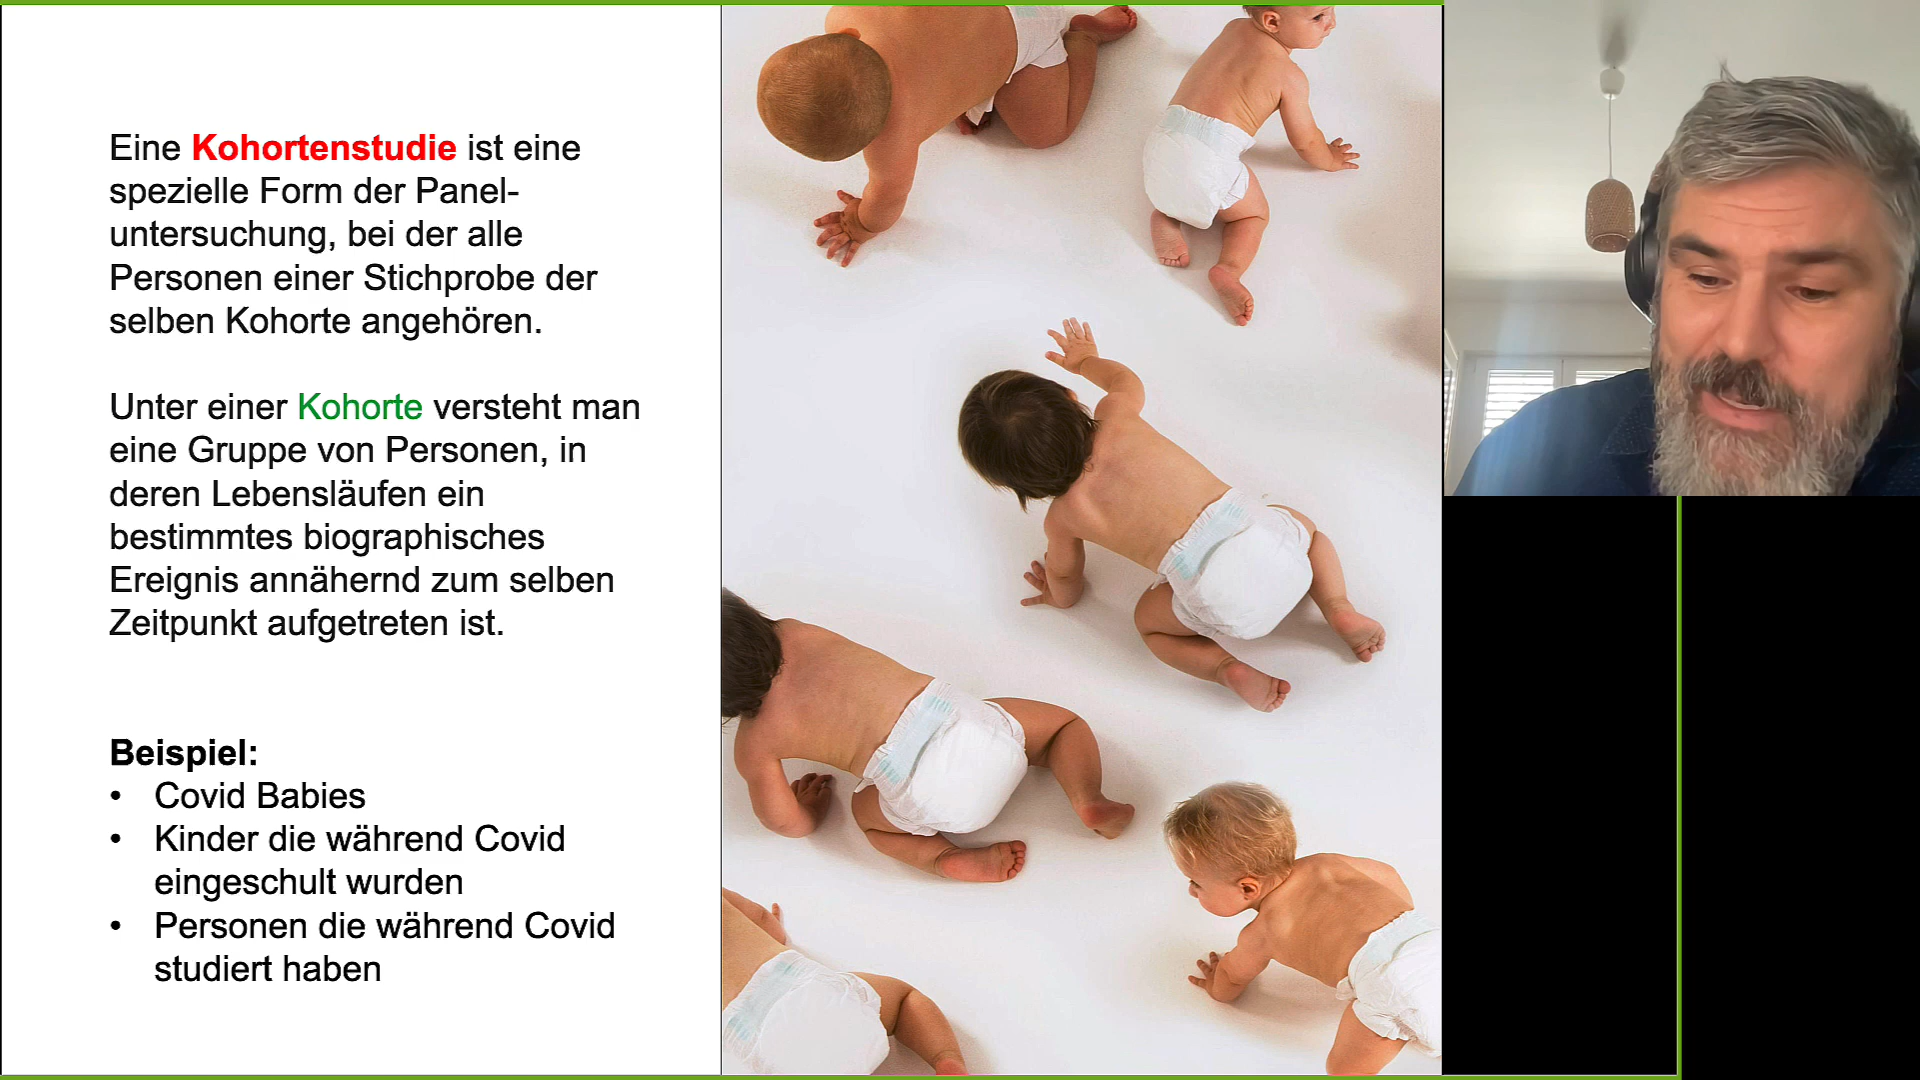 Eine Kohortenstudie ist eine
spezielle Form der Panel-
untersuchung, bei der alle
Personen einer Stichprobe der
selben Kohorte angehören.
Unter einer Kohorte versteht man
eine Gruppe von Personen, in
deren Lebensläufen ein
bestimmtes biographisches
Ereignis annähernd zum selben
Zeitpunkt aufgetreten ist.
Beispiel:
• Covid Babies
• Kinder die während Covid
eingeschult wurden
• Personen die während Covid
studiert haben